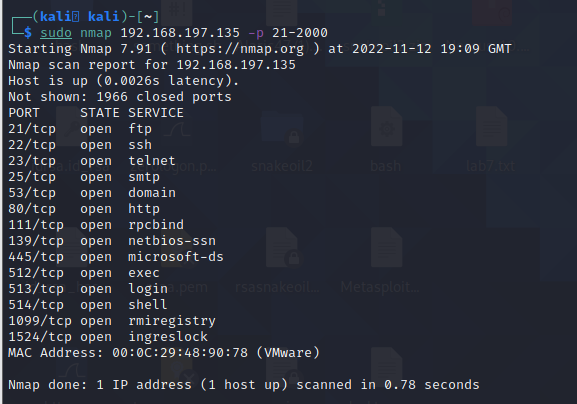 ┌──(kali㉿kali)-[~]
└─$ sudo nmap 192.168.197.135 -p 21-2000
Starting Nmap 7.91 ( https://nmap.org ) at 2022-11-12 19:09 GMT
Nmap scan report for 192.168.197.135
Host is up (0.0026s latency).
Not shown: 1966 closed ports
PORT     STATE SERVICE
21/tcp   open  ftp
22/tcp   open  ssh
23/tcp   open  telnet
25/tcp   open  smtp
53/tcp   open  domain
80/tcp   open  http
111/tcp  open  rpcbind
139/tcp  open  netbios-ssn
445/tcp  open  microsoft-ds
512/tcp  open  exec
513/tcp  open  login
514/tcp  open  shell
1099/tcp open  rmiregistry
1524/tcp open  ingreslock
MAC Address: 00:0C:29:48:90:78 (VMware)
Nmap done: 1 IP address (1 host up) scanned in 0.78 seconds
snakeoil2
bash
lab7.txt
rsasnakeoil2...
Metasploit...